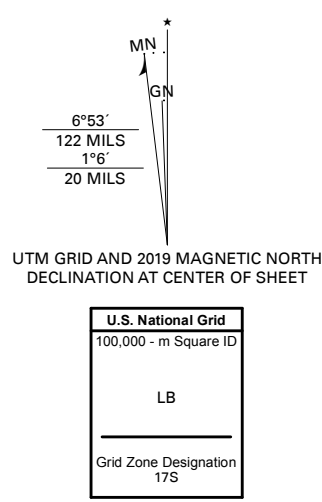 MN
GN
6°53´
122 MILS
1°6´
20 MILS
UTM GRID AND 2019 MAGNETIC NORTH
DECLINATION AT CENTER OF SHEET
U.S. National Grid
100,000 - m Square ID
LB
Grid Zone Designation
17S